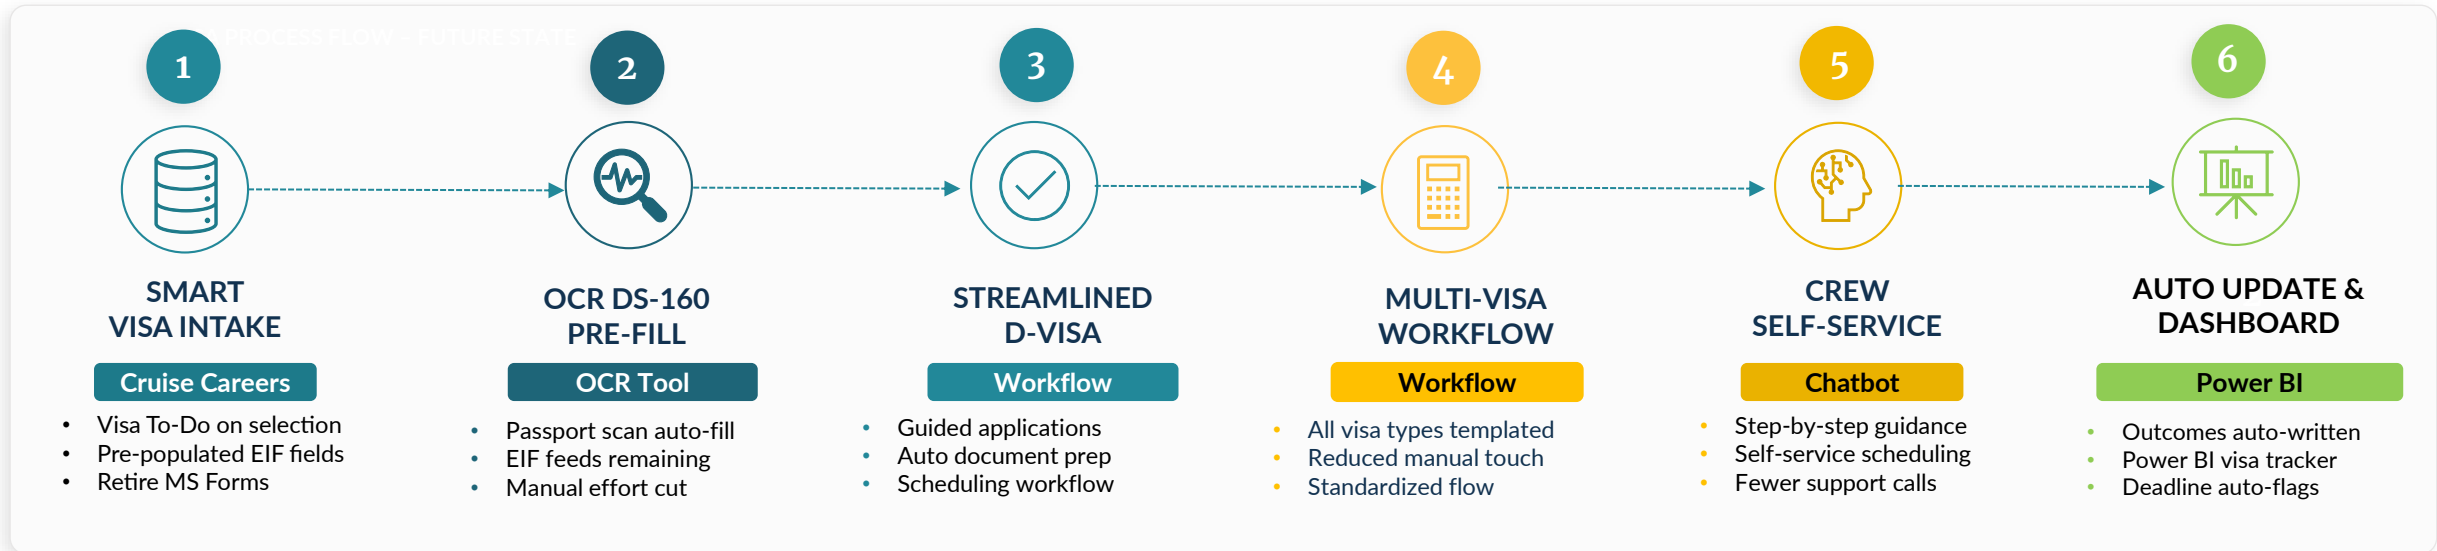 PROCESS FLOW – FUTURE STATE
1
2
3
4
5
6
SMART
VISA INTAKE
Cruise Careers
• Visa To-Do on selection
• Pre-populated EIF fields
• Retire MS Forms
OCR DS-160
PRE-FILL
OCR Tool
• Passport scan auto-fill
• EIF feeds remaining
• Manual effort cut
STREAMLINED
D-VISA
Workflow
• Guided applications
• Auto document prep
• Scheduling workflow
MULTI-VISA
WORKFLOW
Workflow
• All visa types templated
• Reduced manual touch
• Standardized flow
CREW
SELF-SERVICE
Chatbot
• Step-by-step guidance
• Self-service scheduling
• Fewer support calls
AUTO UPDATE &
DASHBOARD
Power BI
• Outcomes auto-written
• Power BI visa tracker
• Deadline auto-flags